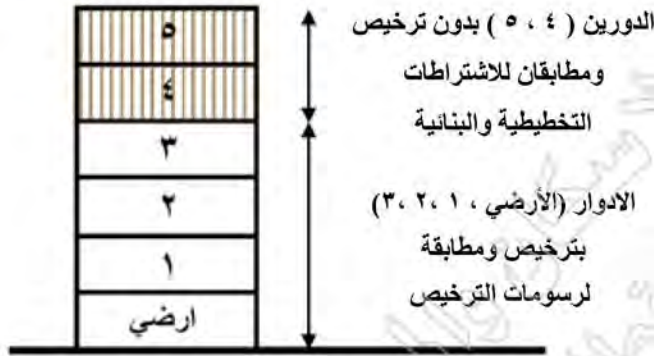 الدورين ( ٤ ، ٥ ) بدون ترخيص
ومطابقان للاشتراطات
التخطيطية والبنائية
الادوار (الأرضي ، ١ ،٢ ،٣)
بترخيص ومطابقة
لرسومات الترخيص
٥
٤
٣
٢
١
ارضي